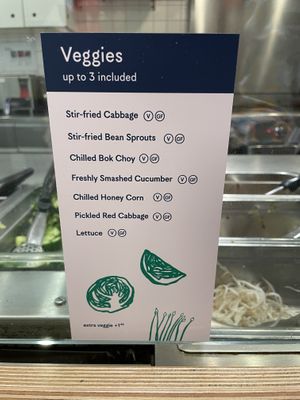 Veggies
up to 3 included
Stir-fried Cabbage V GF
Stir-fried Bean Sprouts V GF
Chilled Bok Choy V GF
Freshly Smashed Cucumber V GF
Chilled Honey Corn V GF
Pickled Red Cabbage V GF
Lettuce V GF
extra veggie +1